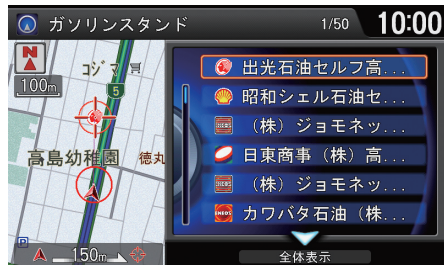 ガソリンスタンド
1/50
10:00
N
コジマ
100m
5
高島幼稚園
徳丸
P
150m
出光石油セルフ高...
昭和シェル石油セ...
（株）ジョモネッ...
日東商事（株）高...
（株）ジョモネッ...
ENEOS
カワバタ石油（株...
全体表示